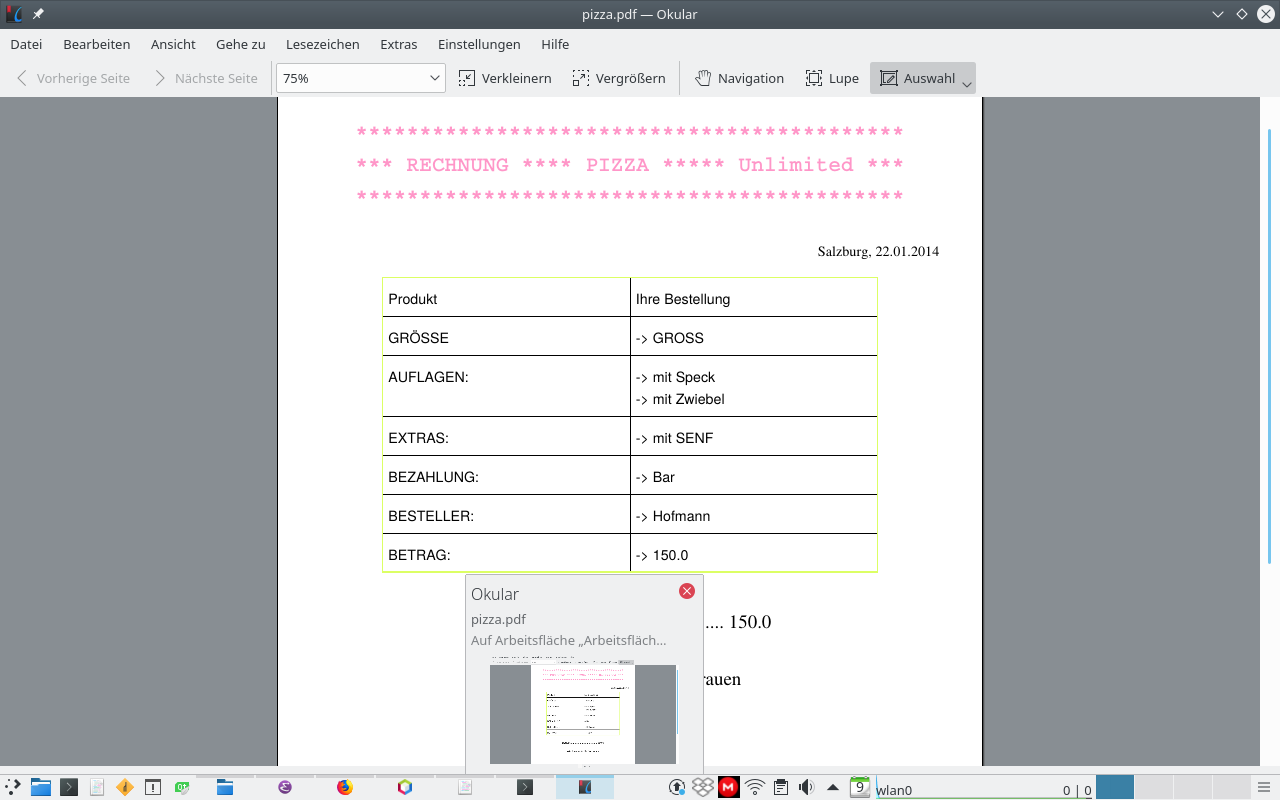 pizza.pdf — Okular
Datei Bearbeiten Ansicht Gehe zu Lesezeichen Extras Einstellungen Hilfe
Vorherige Seite Nächste Seite 75% Verkleinern Vergrößern Navigation Lupe Auswahl
*******************************************
*** RECHNUNG **** PIZZA ***** Unlimited ***
*******************************************
Salzburg, 22.01.2014
Produkt Ihre Bestellung
GRÖSSE -> GROSS
AUFLAGEN: -> mit Speck
-> mit Zwiebel
EXTRAS: -> mit SENF
BEZAHLUNG: -> Bar
BESTELLER: -> Hofmann
BETRAG: -> 150.0
Okular
pizza.pdf
.... 150.0
Auf Arbeitsfläche „Arbeitsfläch...
rauen
9 wlan0 0 | 0